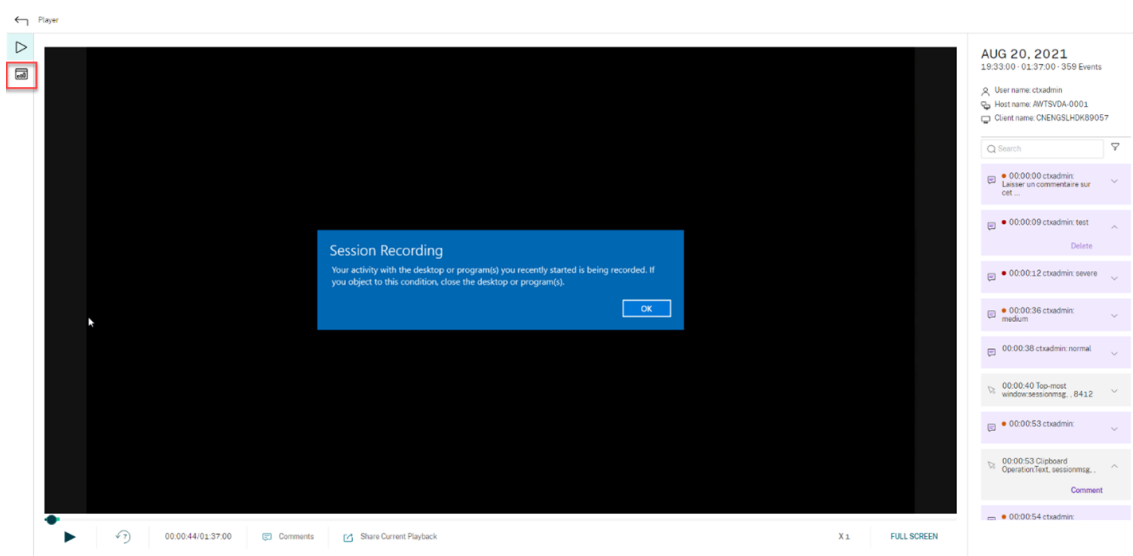 Player
AUG 20, 2021
19:33:00 - 01:37:00 · 359 Events
User name: ctxadmin
Host name: AWTSVDA-0001
Client name: CNENGSLHDK89057
Search
00:00:00 ctxadmin:
Laisser un commentaire sur
cet ...
00:00:09 ctxadmin: test
Delete
00:00:12 ctxadmin: severe
00:00:36 ctxadmin:
medium
00:00:38 ctxadmin: normal
00:00:40 Top-most
window:sessionmsg, , 8412
00:00:53 ctxadmin:
00:00:53 Clipboard
Operation:Text, sessionmsg, .
Comment
00:00:54 ctxadmin:
Session Recording
Your activity with the desktop or program(s) you recently started is being recorded. If
you object to this condition, close the desktop or program(s).
OK
7
00:00:44/01:37:00
Comments
Share Current Playback
X 1
FULL SCREEN